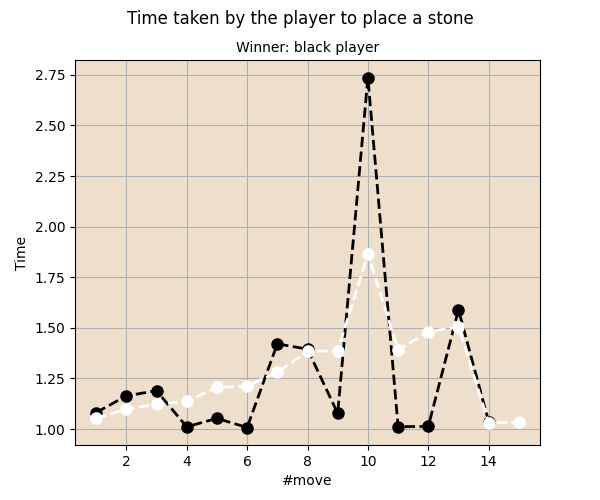 Time taken by the player to place a stone
Winner: black player
2.75
2.50
2.25
2.00
1.75
1.50
1.25
1.00
Time
2 4 6 8 10 12 14
#move